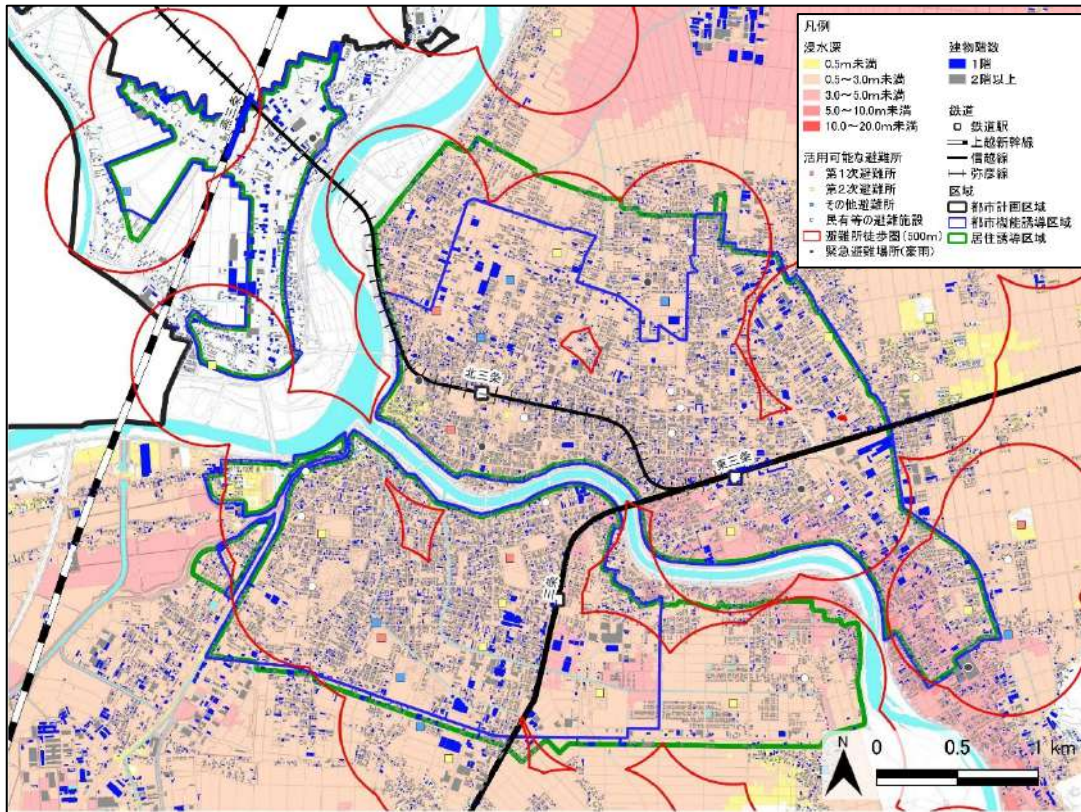 凡例
浸水深
0.5m未満
0.5～3.0m未満
3.0～5.0m未満
5.0～10.0m未満
10.0～20.0m未満
活用可能な避難所
第1次避難所
第2次避難所
その他避難所
民有等の避難施設
避難所徒歩圏(500m)
緊急避難場所(豪雨)
建物階数
1階
2階以上
鉄道
鉄道駅
上越新幹線
信越線
弥彦線
区域
都市計画区域
都市機能誘導区域
居住誘導区域
燕三条
北三条
東三条
三条
N
0 0.5 1 km